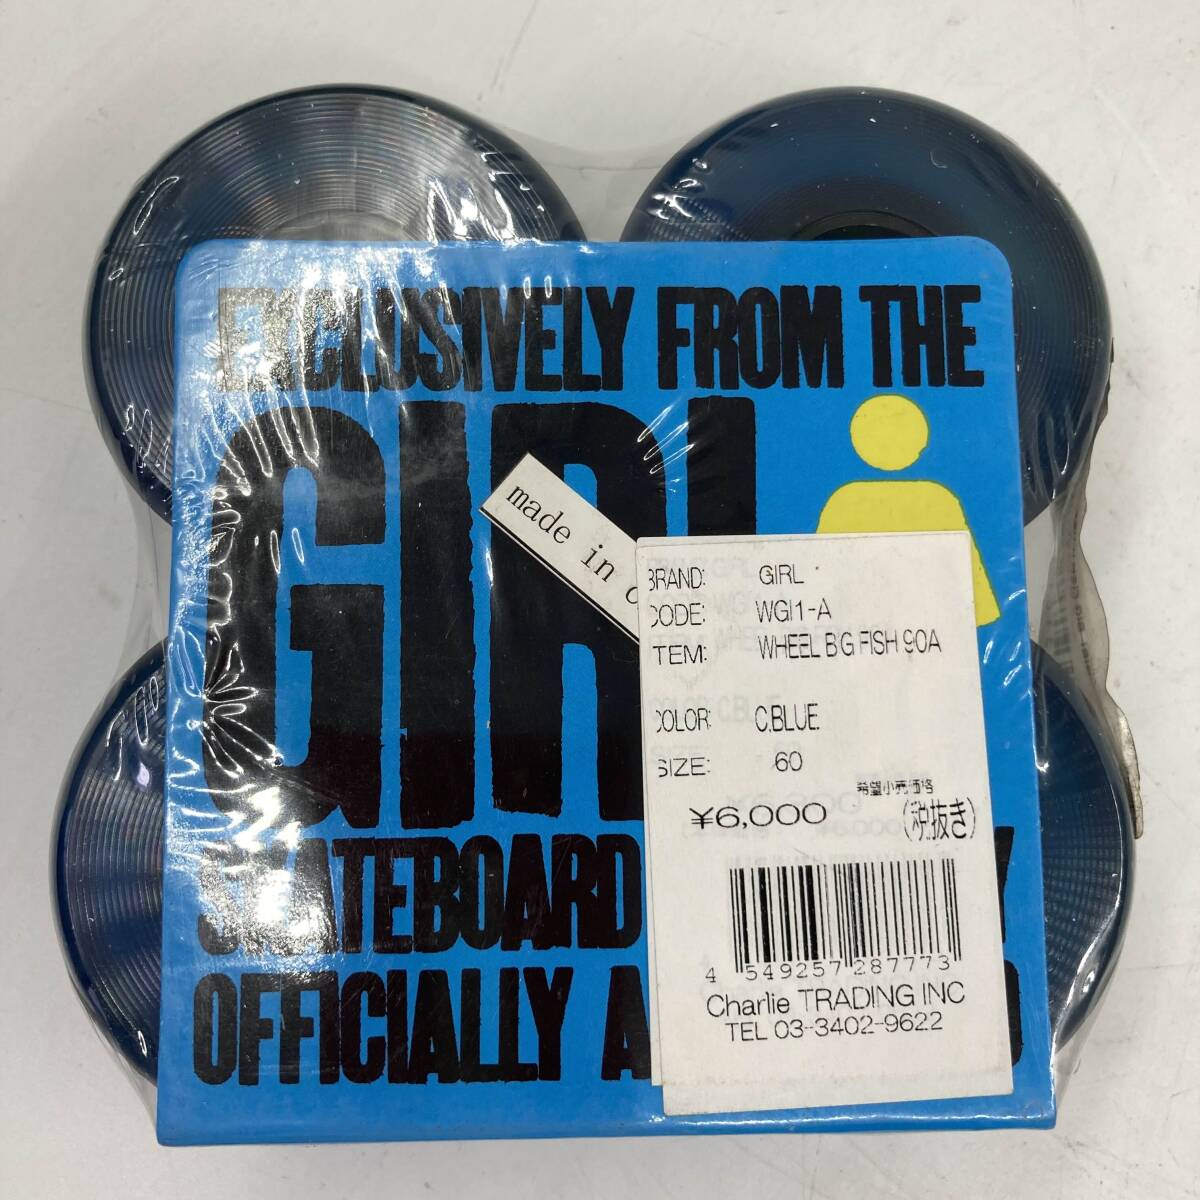 EXCLUSIVELY FROM THE
GIRL
made in
BRAND: GIRL
CODE: WGI1-A
ITEM: WHEEL BIG FISH 90A
COLOR: C.BLUE.
SIZE: 60
希望小売価格
¥6,000 (税抜き)
4 549257 287773
Charlie TRADING INC
TEL 03-3402-9622
SKATEBOARD
OFFICIALLY A